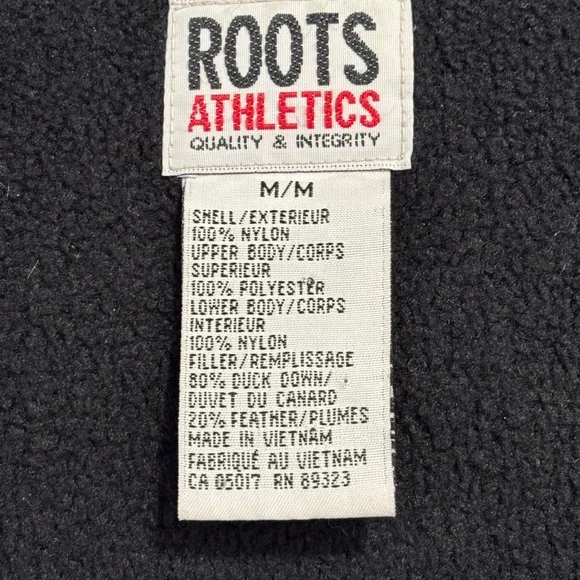 ROOTS
ATHLETICS
QUALITY & INTEGRITY
M/M
SHELL/EXTERIEUR
100% NYLON
UPPER BODY/CORPS
SUPERIEUR
100% POLYESTER
LOWER BODY/CORPS
INTERIEUR
100% NYLON
FILLER/REMPLISSAGE
80% DUCK DOWN/
DUVET DU CANARD
20% FEATHER/PLUMES
MADE IN VIETNAM
FABRIQUÉ AU VIETNAM
CA 05017 RN 89323